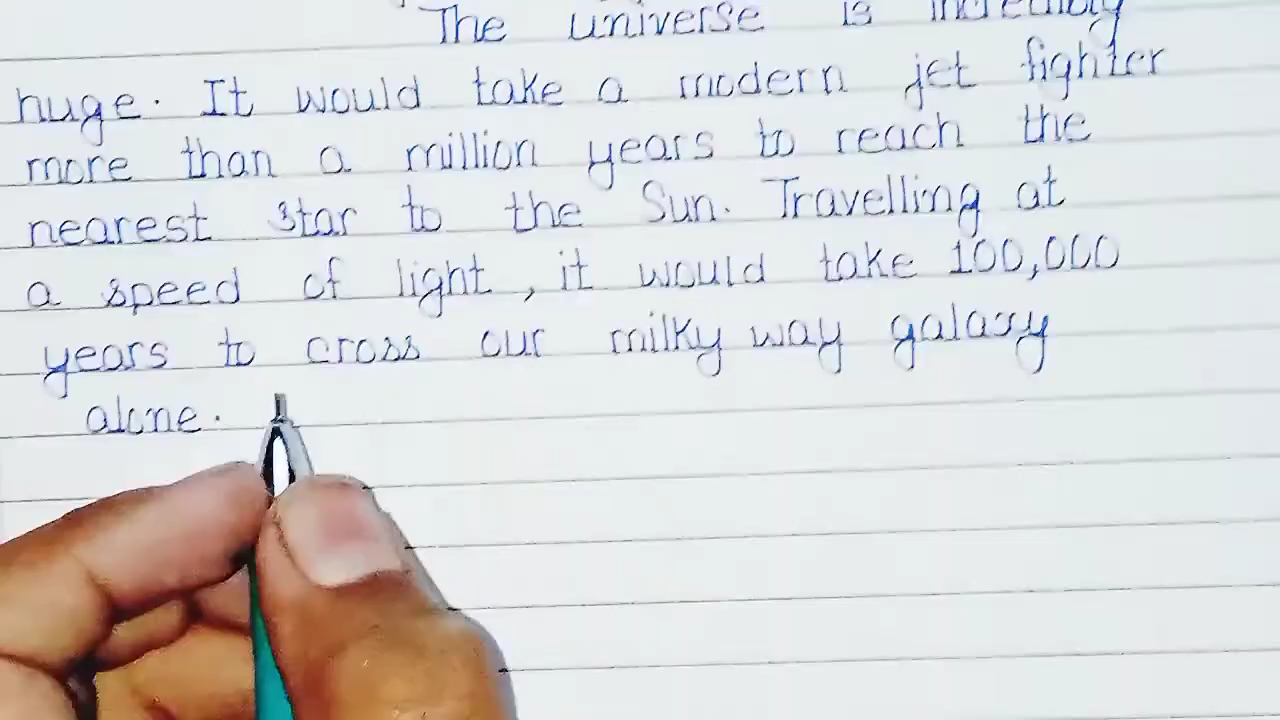 The universe is incredibly
huge. It would take a modern jet fighter
more than a million years to reach the
nearest star to the Sun. Travelling at
a speed of light, it would take 100,000
years to cross our milky way galaxy
alone.